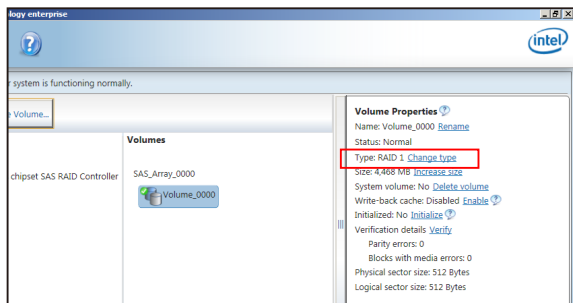 ology enterprise
intel
r system is functioning normally.
e Volume...
Volumes
chipset SAS RAID Controller
SAS_Array_0000
Volume_0000
Volume Properties
Name: Volume_0000 Rename
Status: Normal
Type: RAID 1 Change type
Size: 4,468 MB Increase size
System volume: No Delete volume
Write-back cache: Disabled Enable
Initialized: No Initialize
Verification details Verify
Parity errors: 0
Blocks with media errors: 0
Physical sector size: 512 Bytes
Logical sector size: 512 Bytes